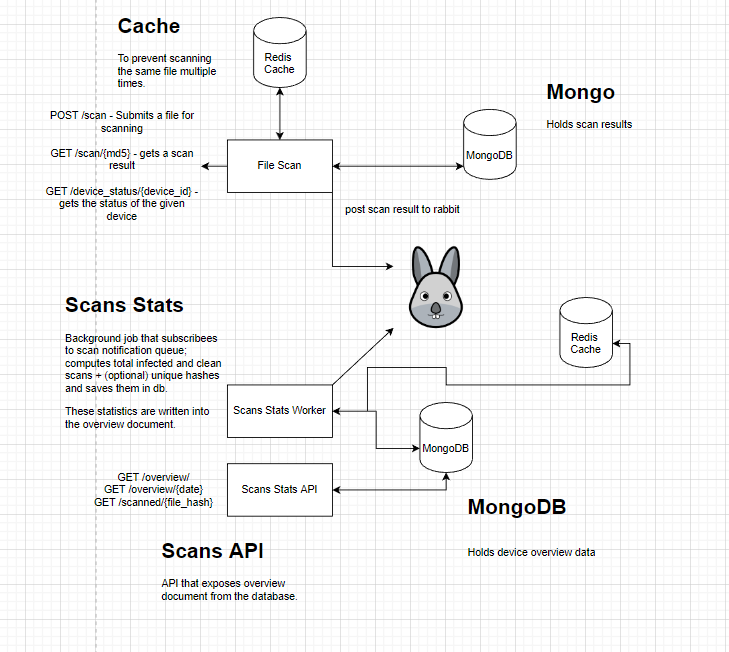 Cache
To prevent scanning
the same file multiple
times.
Redis
Cache
Mongo
Holds scan results
MongoDB
POST /scan - Submits a file for
scanning
GET /scan/{md5} - gets a scan
result
GET /device_status/{device_id} -
gets the status of the given
device
File Scan
post scan result to rabbit
Scans Stats
Background job that subscribees
to scan notification queue;
computes total infected and clean
scans + (optional) unique hashes
and saves them in db.
These statistics are written into
the overview document.
Redis
Cache
Scans Stats Worker
MongoDB
GET /overview/
GET /overview/{date}
GET /scanned/{file_hash}
Scans Stats API
MongoDB
Holds device overview data
Scans API
API that exposes overview
document from the database.